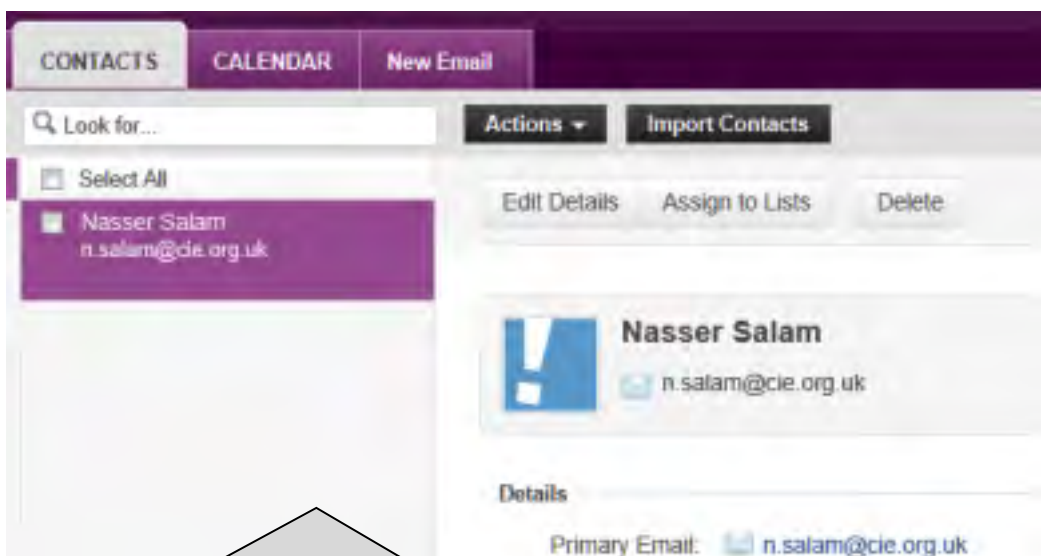 CONTACTS CALENDAR New Email
Look for... Actions Import Contacts
Select All
Edit Details Assign to Lists Delete
Nasser Salam
n.salam@cie.org.uk
Nasser Salam
n.salam@cie.org.uk
Details
Primary Email: n.salam@cie.org.uk